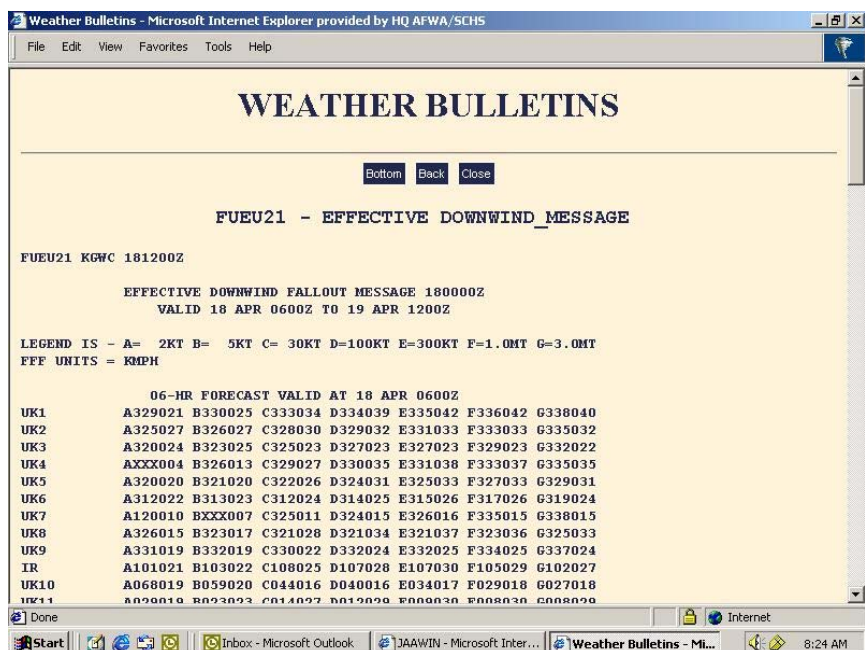 Weather Bulletins - Microsoft Internet Explorer provided by HQ AFWA/SCHS
File Edit View Favorites Tools Help
WEATHER BULLETINS
Bottom Back Close
FUEU21 - EFFECTIVE DOWNWIND_MESSAGE
FUEU21 KGWC 181200Z
EFFECTIVE DOWNWIND FALLOUT MESSAGE 180000Z
VALID 18 APR 0600Z TO 19 APR 1200Z
LEGEND IS - A= 2KT B= 5KT C= 30KT D=100KT E=300KT F=1.0MT G=3.0MT
FFF UNITS = KMPH
06-HR FORECAST VALID AT 18 APR 0600Z
UK1 A329021 B330025 C333034 D334039 E335042 F336042 G338040
UK2 A325027 B326027 C328030 D329032 E331033 F333033 G335032
UK3 A320024 B323025 C325023 D327023 E327023 F329023 G332022
UK4 AXXX004 B326013 C329027 D330035 E331038 F333037 G335035
UK5 A320020 B321020 C322026 D324031 E325033 F327033 G329031
UK6 A312022 B313023 C312024 D314025 E315026 F317026 G319024
UK7 A120010 BXXX007 C325011 D324015 E326016 F335015 G338015
UK8 A326015 B323017 C321028 D321034 E321037 F323036 G325033
UK9 A331019 B332019 C330022 D332024 E332025 F334025 G337024
IR A101021 B103022 C108025 D107028 E107030 F105029 G102027
UK10 A068019 B059020 C044016 D040016 E034017 F029018 G027018
UK11 A029019 B023023 C014027 D012029 E009030 F008030 G008029
Done Internet
Start Inbox - Microsoft Outlook JAAWIN - Microsoft Inter... Weather Bulletins - Mi... 8:24 AM